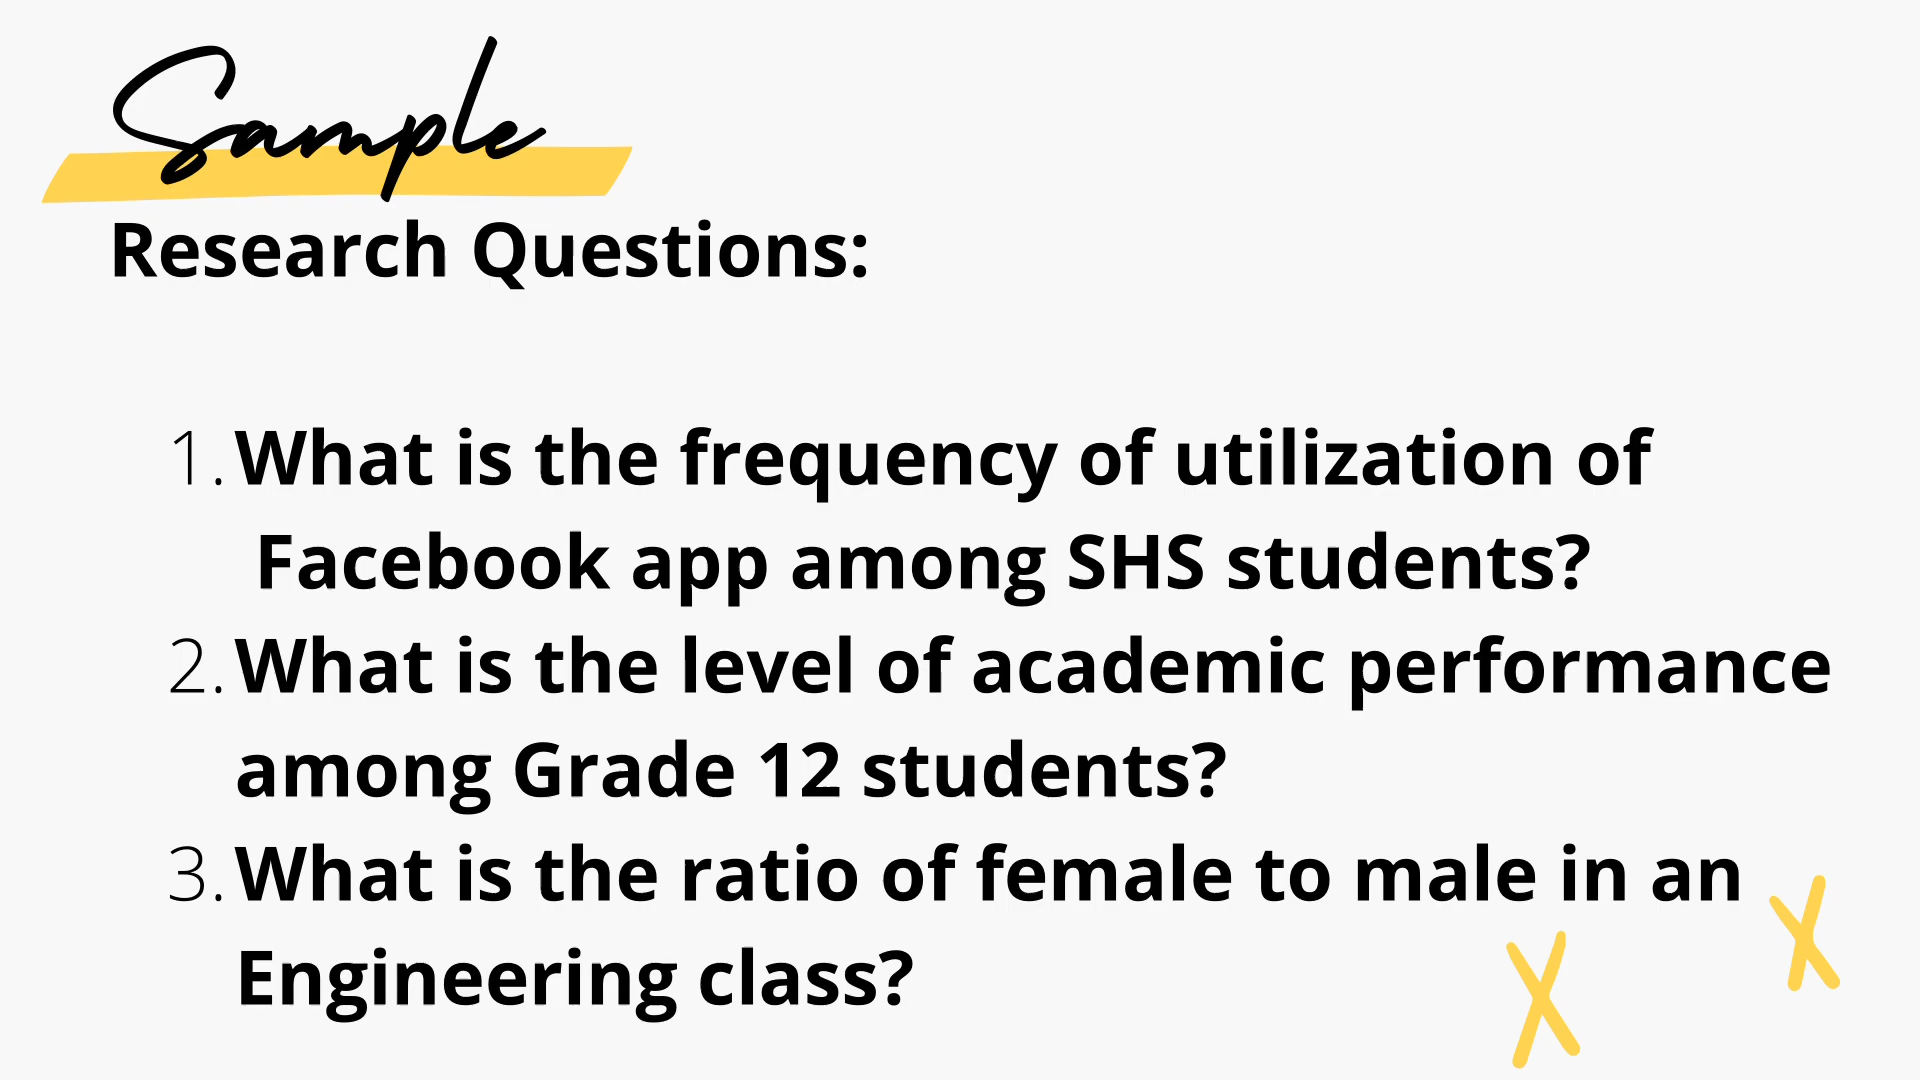 Sample
Research Questions:
1. What is the frequency of utilization of
Facebook app among SHS students?
2. What is the level of academic performance
among Grade 12 students?
3. What is the ratio of female to male in an
Engineering class?